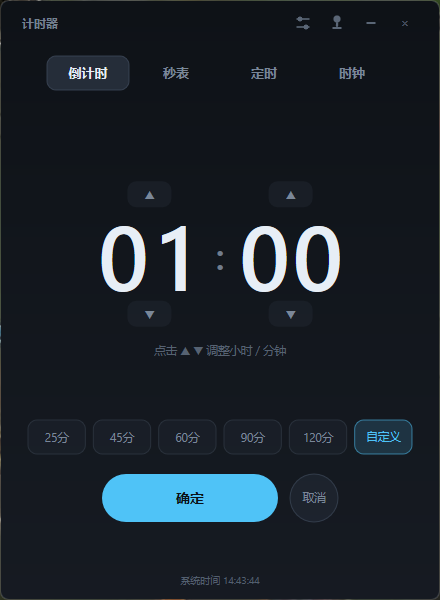 计时器
倒计时 秒表 定时 时钟
▲ ▲
01 : 00
▼ ▼
点击 ▲ ▼ 调整小时 / 分钟
25分 45分 60分 90分 120分 自定义
确定 取消
系统时间 14:43:44